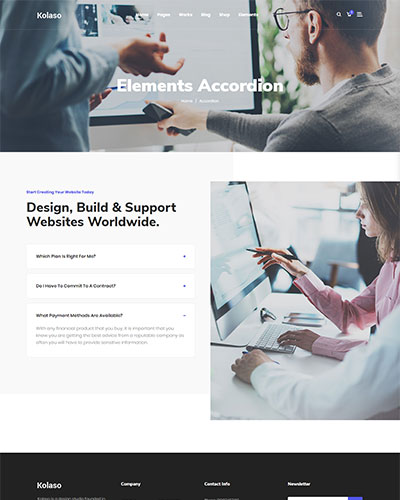 Kolaso
Home Pages Works Blog Shop Elements
Elements Accordion
Home | Accordion
Start Creating Your Website Today
Design, Build & Support
Websites Worldwide.
Which Plan Is Right For Me? +
Do I Have To Commit To A Contract? +
What Payment Methods Are Available? −
With any financial product that you buy, it is important that you
know you are getting the best advice from a reputable company as
often you will have to provide sensitive information.
Kolaso Company Contact Info Newsletter
Kolaso is a design studio founded in